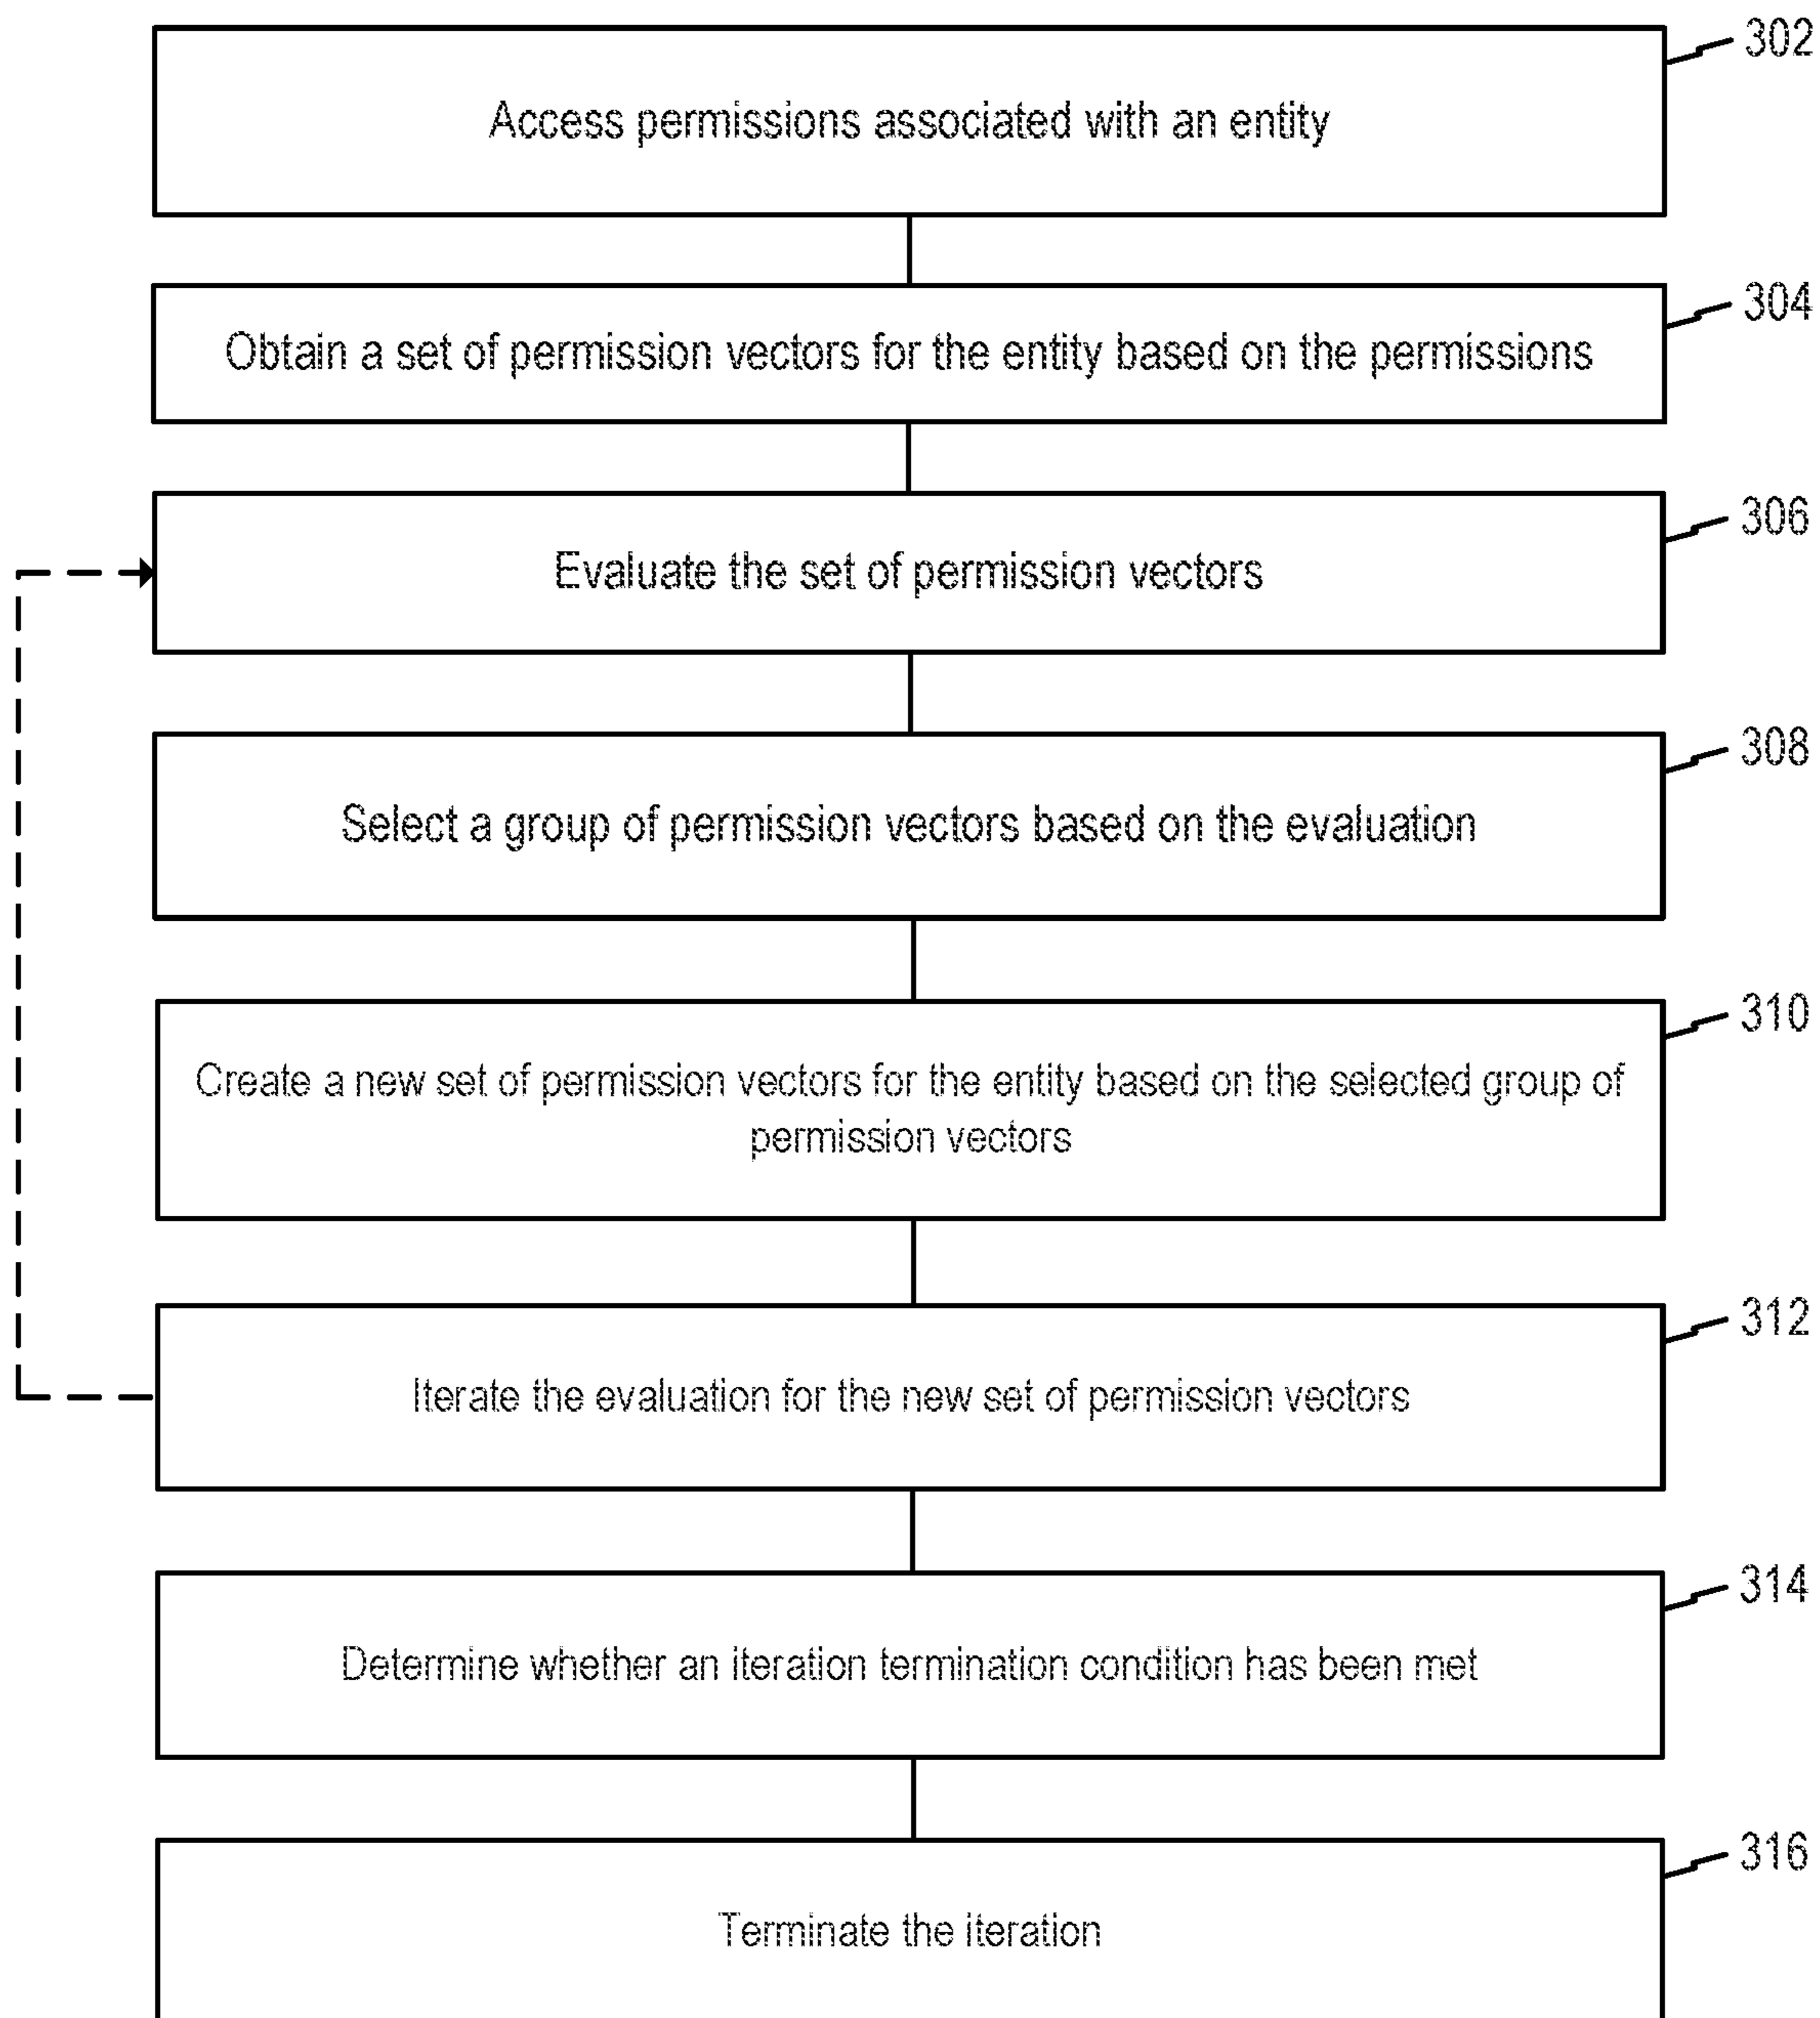 302
Access permissions associated with an entity
304
Obtain a set of permission vectors for the entity based on the permissions
306
Evaluate the set of permission vectors
308
Select a group of permission vectors based on the evaluation
310
Create a new set of permission vectors for the entity based on the selected group of
permission vectors
312
Iterate the evaluation for the new set of permission vectors
314
Determine whether an iteration termination condition has been met
316
Terminate the iteration